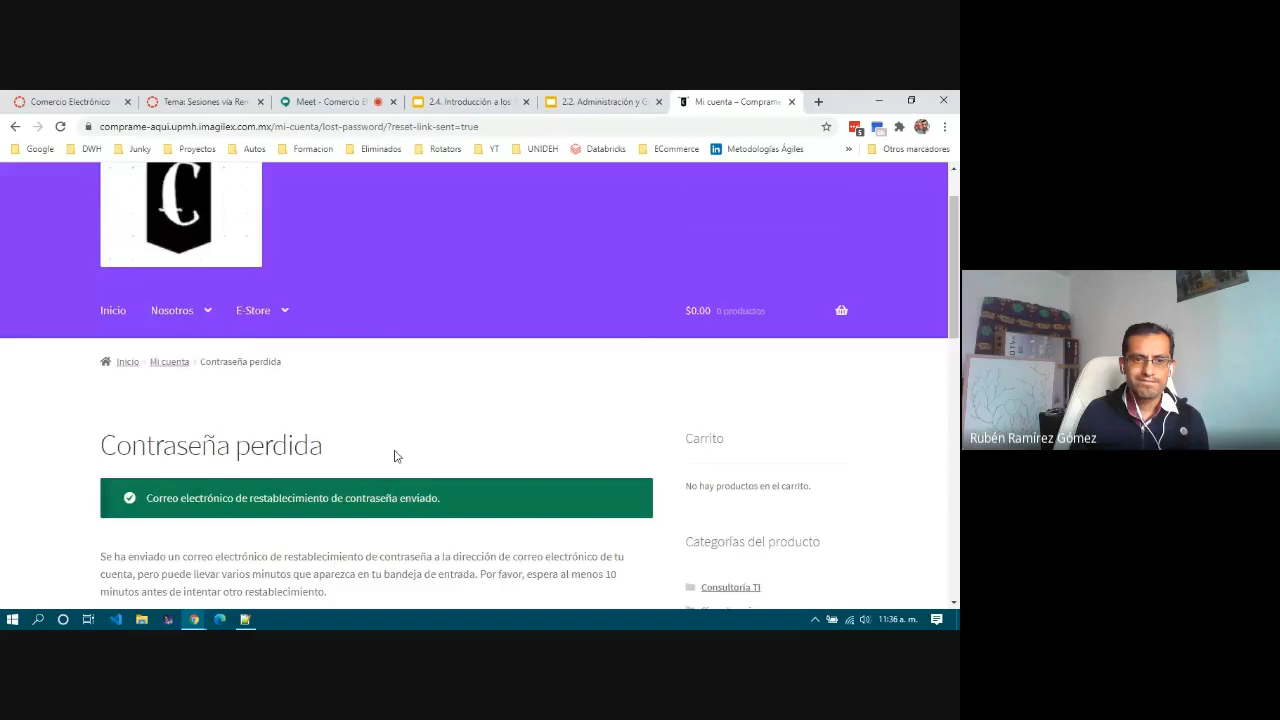 Comercio Electrónico
Tema: Sesiones vía Rem
Meet - Comercio El
2.4. Introducción a los
2.2. Administración y G
Mi cuenta – Comprame
comprame-aqui.upmh.imagilex.com.mx/mi-cuenta/lost-password/?reset-link-sent=true
5
Google
DWH
Junky
Proyectos
Autos
Formacion
Eliminados
Rotators
YT
UNIDEH
Databricks
ECommerce
Metodologías Ágiles
»
Otros marcadores
C
Inicio
Nosotros
E-Store
$0.00 0 productos
Inicio
Mi cuenta
Contraseña perdida
Contraseña perdida
Correo electrónico de restablecimiento de contraseña enviado.
Se ha enviado un correo electrónico de restablecimiento de contraseña a la dirección de correo electrónico de tu
cuenta, pero puede llevar varios minutos que aparezca en tu bandeja de entrada. Por favor, espera al menos 10
minutos antes de intentar otro restablecimiento.
Carrito
No hay productos en el carrito.
Categorías del producto
Consultoría TI
11:36 a. m.
Rubén Ramírez Gómez